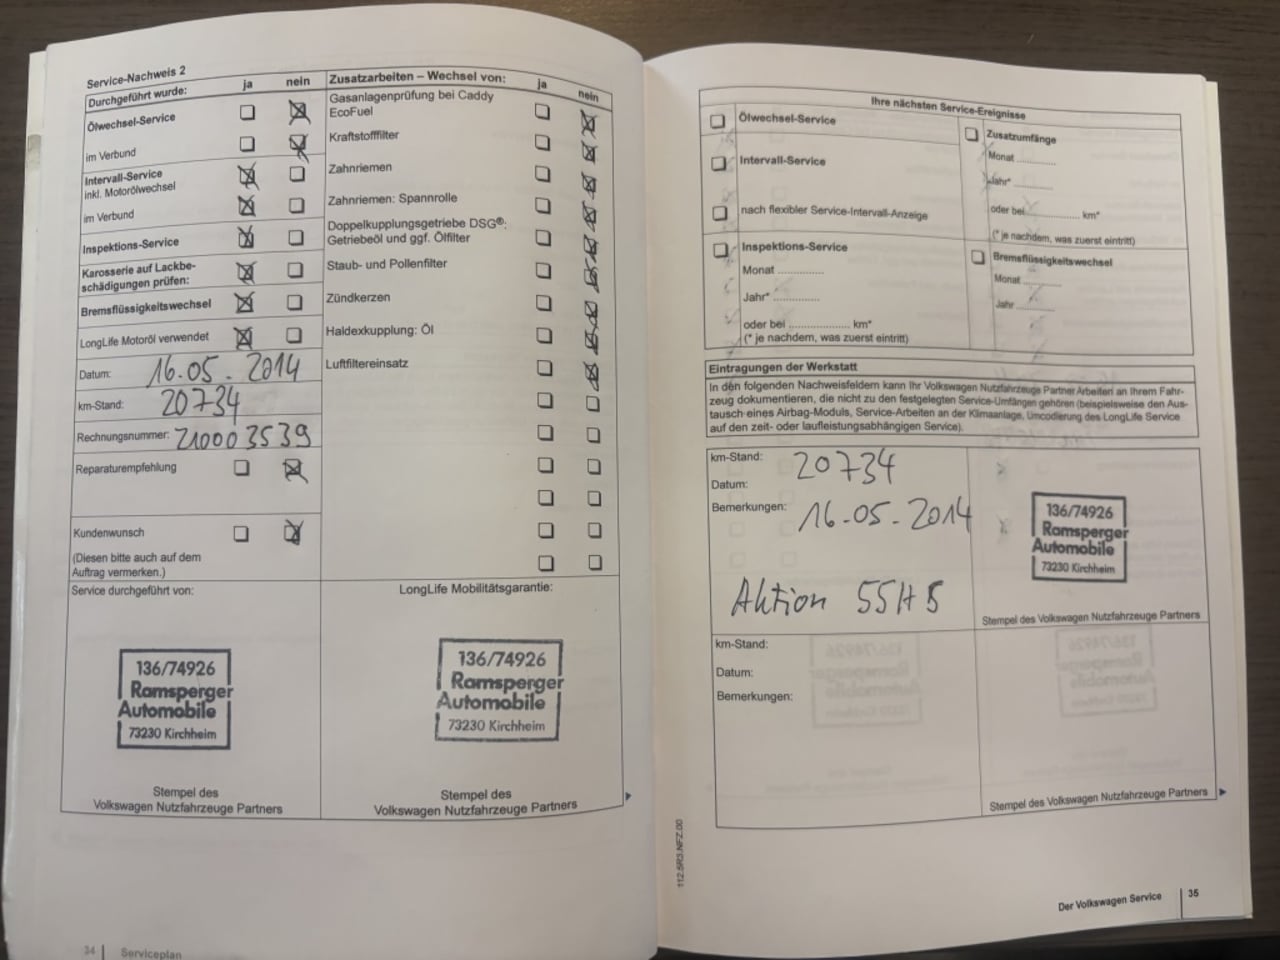 Service-Nachweis 2
Durchgeführt wurde: ja nein
Ölwechsel-Service
im Verbund
Intervall-Service
inkl. Motorölwechsel
im Verbund
Inspektions-Service
Karosserie auf Lackbe-
schädigungen prüfen:
Bremsflüssigkeitswechsel
LongLife Motoröl verwendet
Datum: 16.05.2014
km-Stand: 20734
Rechnungsnummer: 210003539
Reparaturempfehlung
Kundenwunsch
(Diesen bitte auch auf dem
Auftrag vermerken.)
Zusatzarbeiten – Wechsel von: ja nein
Gasanlagenprüfung bei Caddy
EcoFuel
Kraftstofffilter
Zahnriemen
Zahnriemen: Spannrolle
Doppelkupplungsgetriebe DSG®:
Getriebeöl und ggf. Ölfilter
Staub- und Pollenfilter
Zündkerzen
Haldexkupplung: Öl
Luftfiltereinsatz
Service durchgeführt von:
136/74926
Ramsperger
Automobile
73230 Kirchheim
Stempel des
Volkswagen Nutzfahrzeuge Partners
LongLife Mobilitätsgarantie:
136/74926
Ramsperger
Automobile
73230 Kirchheim
Stempel des
Volkswagen Nutzfahrzeuge Partners
34 Serviceplan
Ihre nächsten Service-Ereignisse
Ölwechsel-Service
Intervall-Service
nach flexibler Service-Intervall-Anzeige
Inspektions-Service
Monat .............
Jahr* .............
oder bei ................... km*
(* je nachdem, was zuerst eintritt)
Zusatzumfänge
Monat ...........
Jahr* ...........
oder bei ................ km*
(* je nachdem, was zuerst eintritt)
Bremsflüssigkeitswechsel
Monat ...........
Jahr ...........
Eintragungen der Werkstatt
In den folgenden Nachweisfeldern kann Ihr Volkswagen Nutzfahrzeuge Partner Arbeiten an Ihrem Fahr-
zeug dokumentieren, die nicht zu den festgelegten Service-Umfängen gehören (beispielsweise den Aus-
tausch eines Airbag-Moduls, Service-Arbeiten an der Klimaanlage, Umcodierung des LongLife Service
auf den zeit- oder laufleistungsabhängigen Service).
km-Stand: 20734
Datum:
Bemerkungen: 16-05-2014
Aktion 55H5
136/74926
Ramsperger
Automobile
73230 Kirchheim
Stempel des Volkswagen Nutzfahrzeuge Partners
km-Stand:
Datum:
Bemerkungen:
Stempel des Volkswagen Nutzfahrzeuge Partners
112.5R3.NFZ.00
Der Volkswagen Service 35